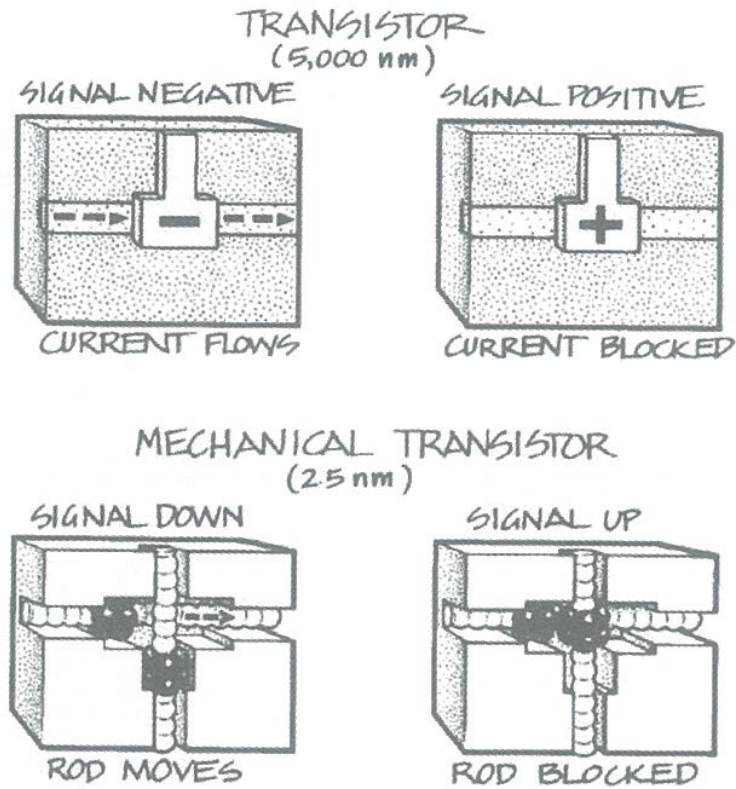 TRANSISTOR
(5,000 nm)
SIGNAL NEGATIVE
SIGNAL POSITIVE
−
+
CURRENT FLOWS
CURRENT BLOCKED
MECHANICAL TRANSISTOR
(2.5 nm)
SIGNAL DOWN
SIGNAL UP
ROD MOVES
ROD BLOCKED